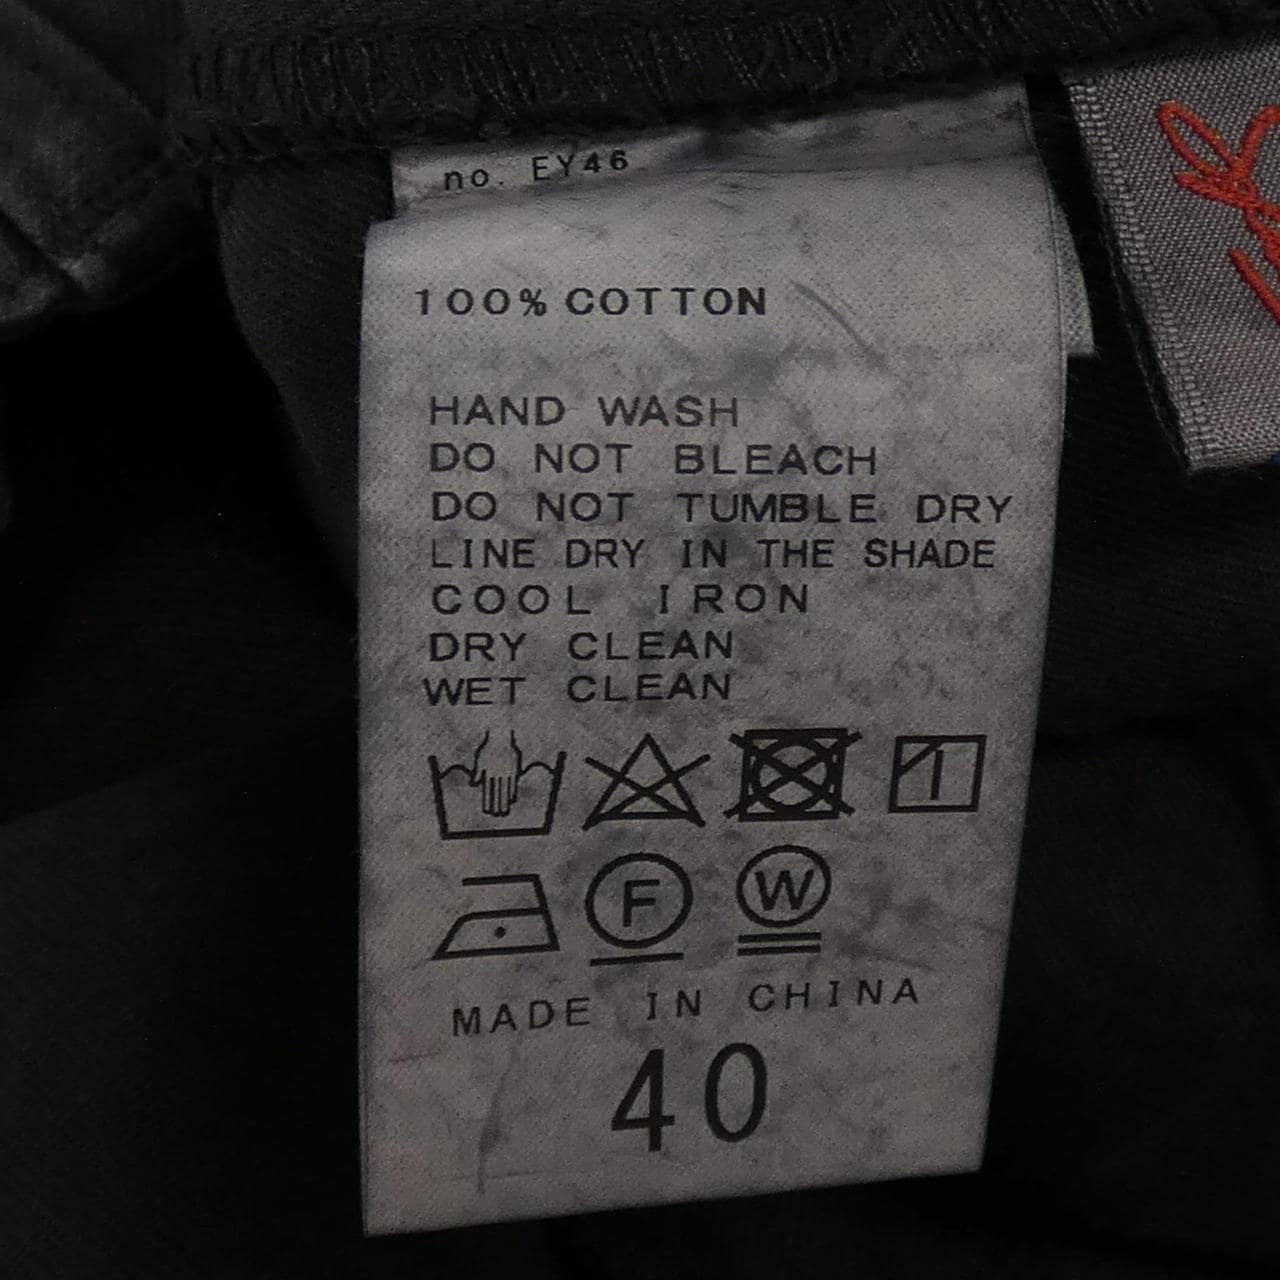 no. EY46
100% COTTON
HAND WASH
DO NOT BLEACH
DO NOT TUMBLE DRY
LINE DRY IN THE SHADE
COOL IRON
DRY CLEAN
WET CLEAN
F W
MADE IN CHINA
40